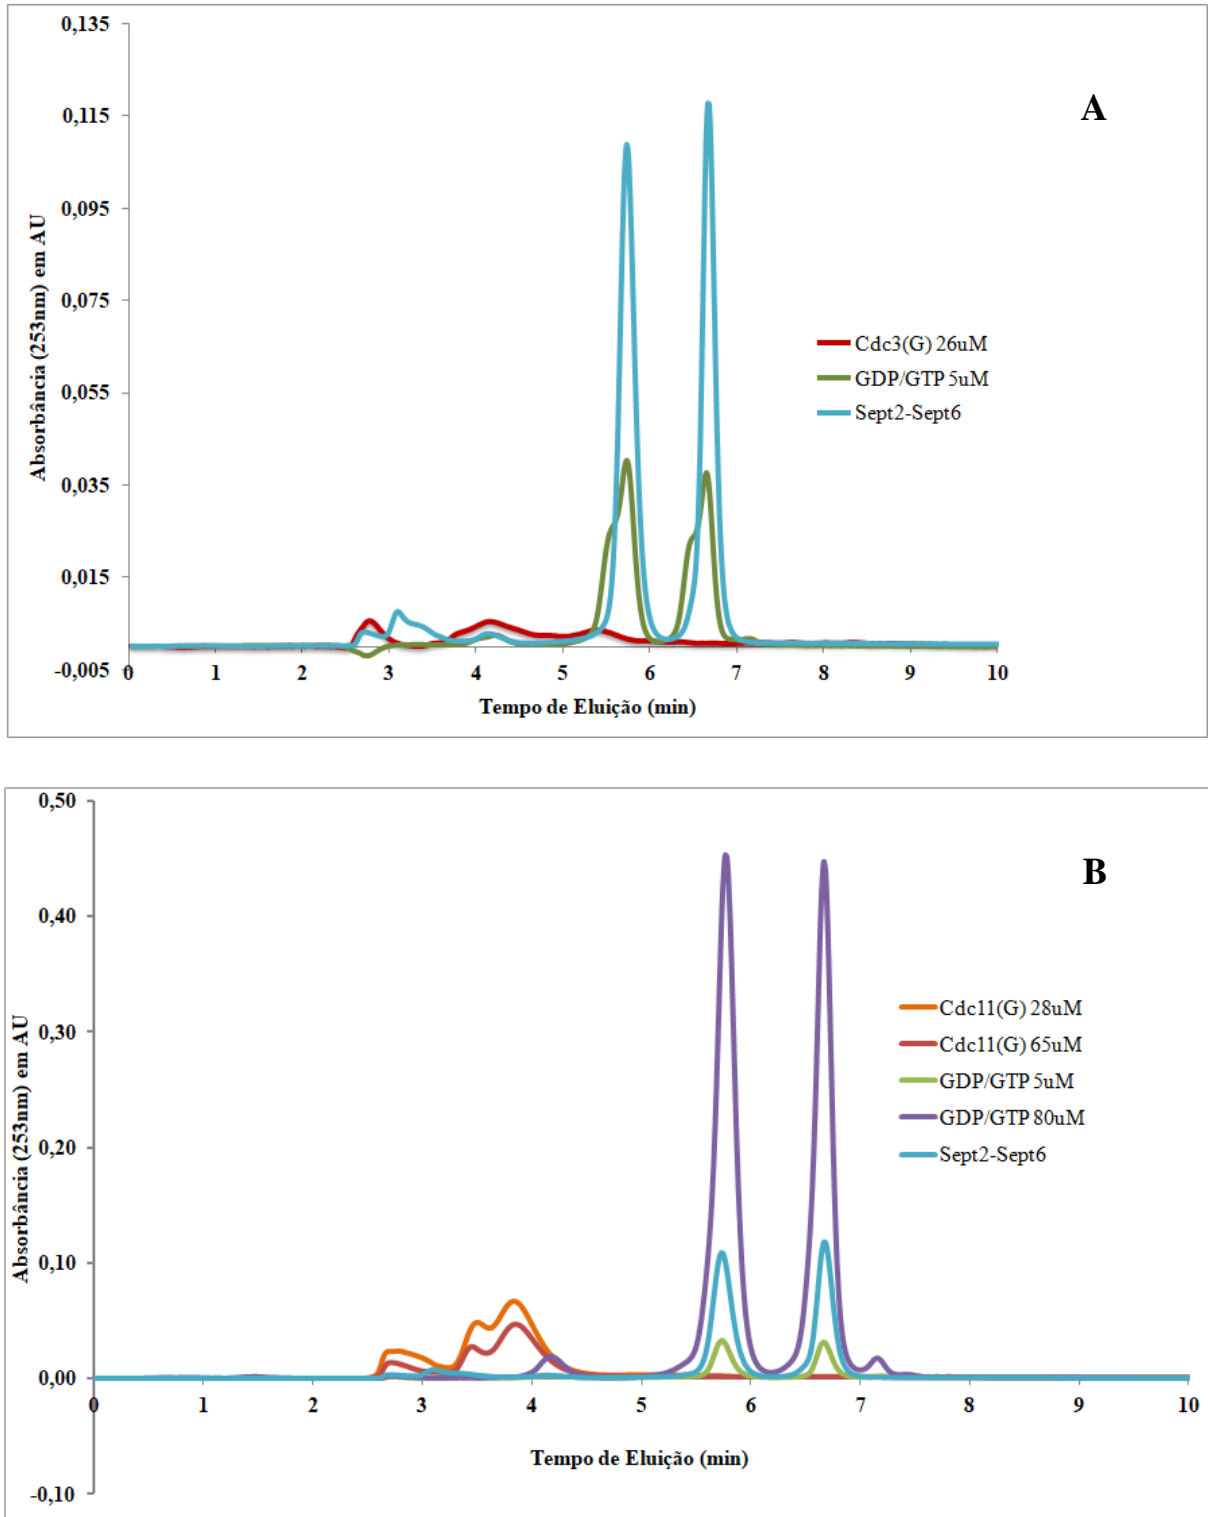 0,135
0,115
A
0,095
0,075
Absorbância (253nm) em AU
Cdc3(G) 26uM
GDP/GTP 5uM
0,055
Sept2-Sept6
0,035
0,015
-0,005
0 1 2 3 4 5 6 7 8 9 10
Tempo de Eluição (min)
0,50
B
0,40
Cdc11(G) 28uM
0,30
Cdc11(G) 65uM
GDP/GTP 5uM
GDP/GTP 80uM
Absorbância (253nm) em AU
0,20
Sept2-Sept6
0,10
0,00
0 1 2 3 4 5 6 7 8 9 10
Tempo de Eluição (min)
-0,10